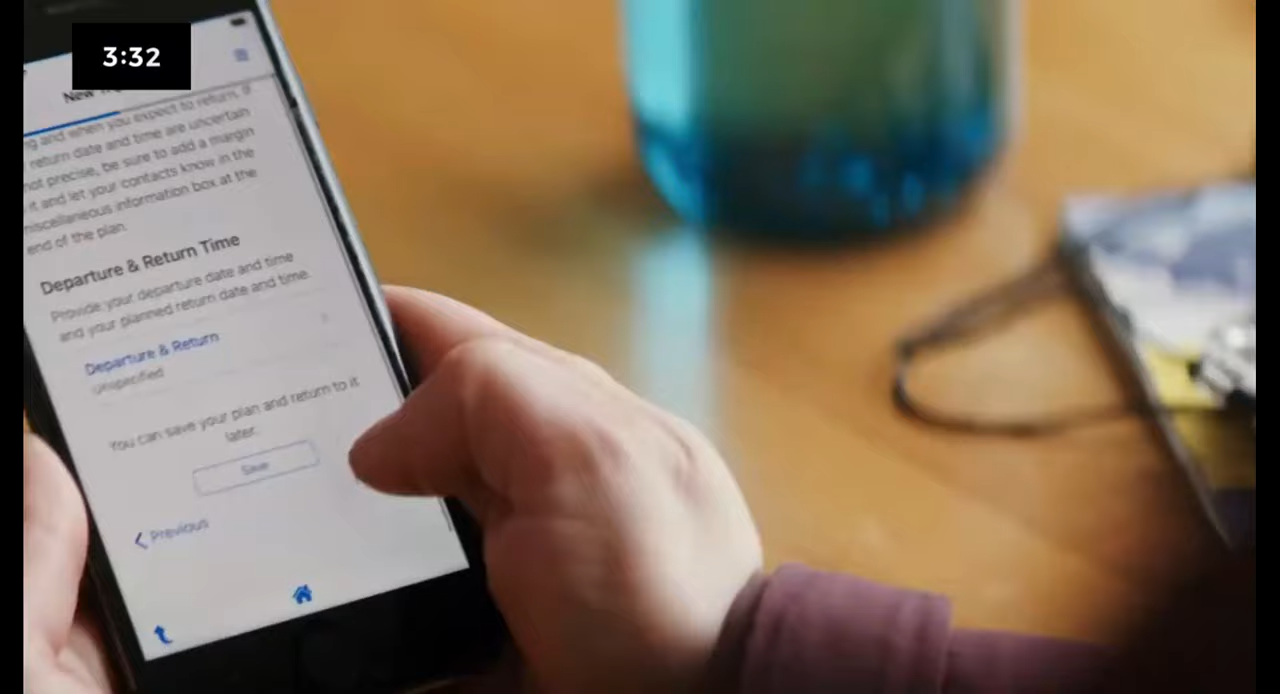 3:32
New
ng and when you expect to return. If
return date and time are uncertain
not precise, be sure to add a margin
it and let your contacts know in the
miscellaneous information box at the
end of the plan.
Departure & Return Time
Provide your departure date and time
and your planned return date and time.
Departure & Return
Unspecified
You can save your plan and return to it
later.
Save
Previous